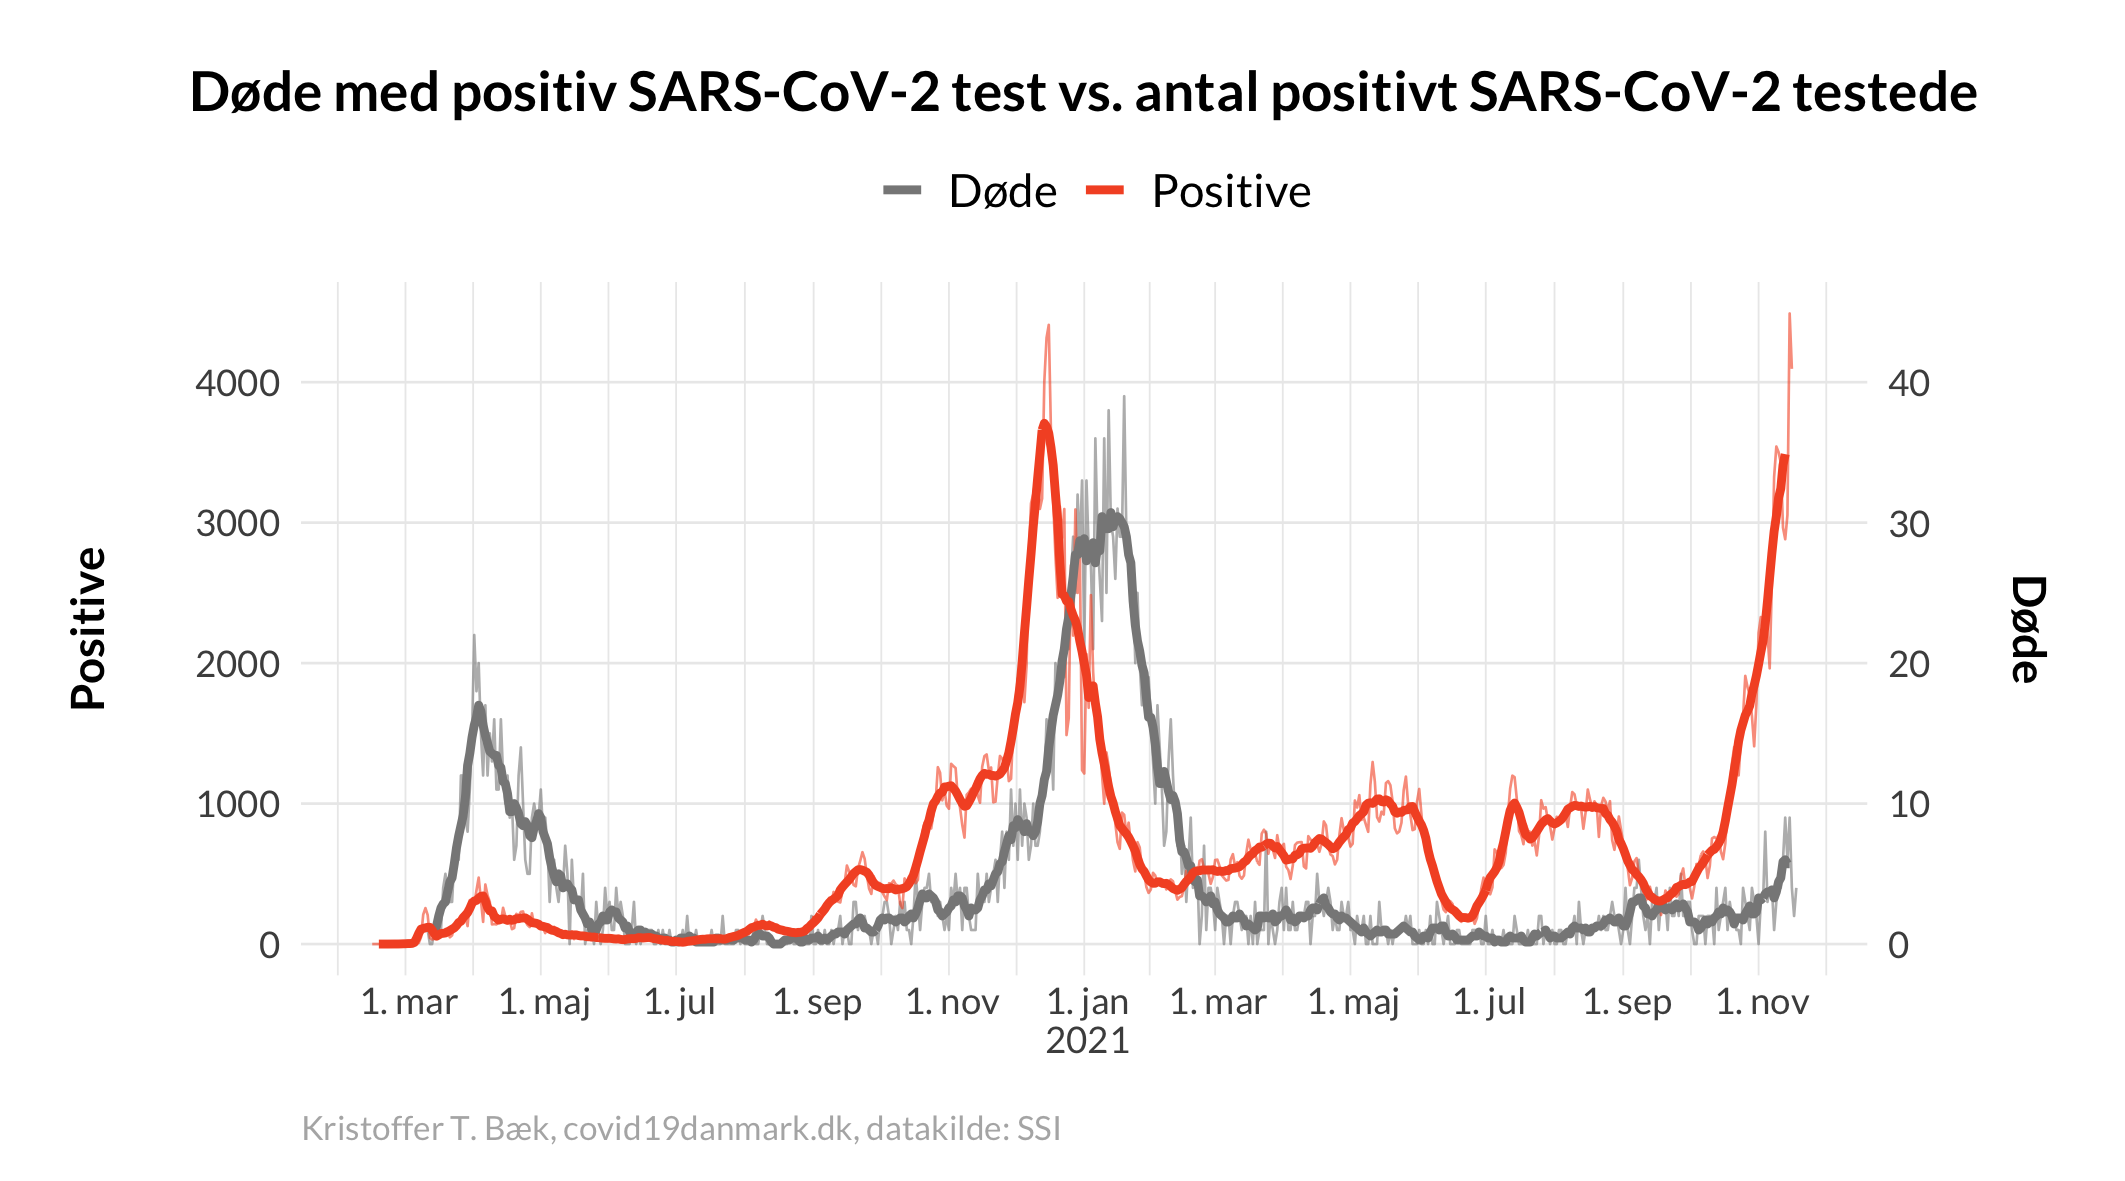 Døde med positiv SARS-CoV-2 test vs. antal positivt SARS-CoV-2 testede
Døde Positive
4000 40
3000 30
2000 20
1000 10
0 0
Positive
Døde
1. mar 1. maj 1. jul 1. sep 1. nov 1. jan 1. mar 1. maj 1. jul 1. sep 1. nov
2021
Kristoffer T. Bæk, covid19danmark.dk, datakilde: SSI